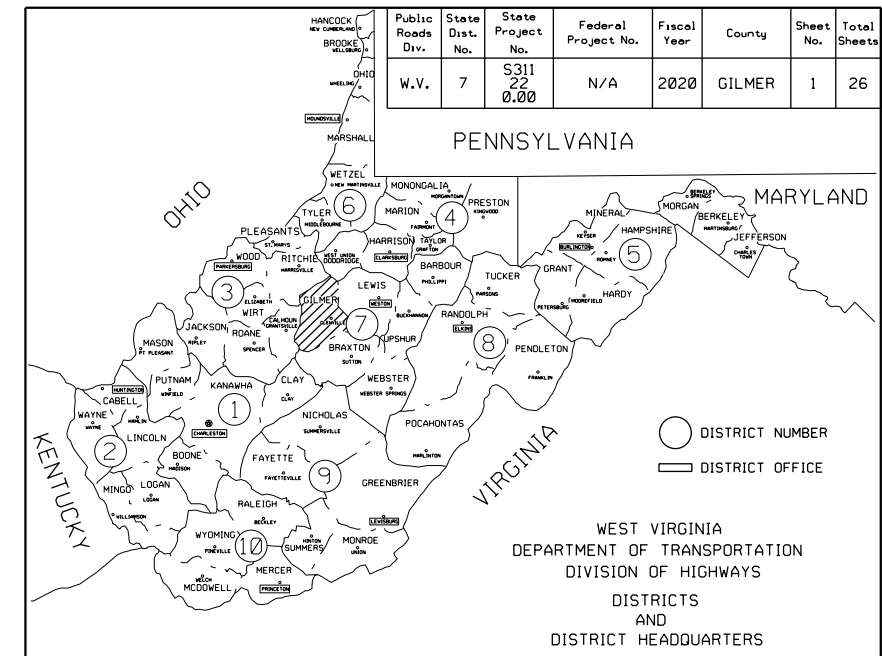 Public Roads Div. State Dist. No. State Project No. Federal Project No. Fiscal Year County Sheet No. Total Sheets
W.V. 7 S311 22 0.00 N/A 2020 GILMER 1 26
PENNSYLVANIA
OHIO
MARYLAND
KENTUCKY
VIRGINIA
HANCOCK
NEW CUMBERLAND
BROOKE
WELLSBURG
OHIO
WHEELING
MOUNDSVILLE
MARSHALL
WETZEL
NEW MARTINSVILLE
6
TYLER
MIDDLEBOURNE
PLEASANTS
ST. MARYS
MONONGALIA
MORGANTOWN
MARION
FAIRMONT
4
PRESTON
KINGWOOD
HARRISON
CLARKSBURG
TAYLOR
GRAFTON
WEST UNION
DODDRIDGE
RITCHIE
HARRISVILLE
WOOD
PARKERSBURG
3
ELIZABETH
WIRT
CALHOUN
GRANTSVILLE
GILMER
GLENVILLE
7
LEWIS
WESTON
BARBOUR
PHILLIPPI
BUCKHANNON
UPSHUR
BRAXTON
SUTTON
TUCKER
PARSONS
RANDOLPH
ELKINS
8
GRANT
PETERSBURG
MINERAL
KEYSER
BURLINGTON
HAMPSHIRE
ROMNEY
5
MOOREFIELD
HARDY
MORGAN
BERKELEY SPRINGS
BERKELEY
MARTINSBURG
JEFFERSON
CHARLES TOWN
PENDLETON
FRANKLIN
JACKSON
RIPLEY
ROANE
SPENCER
MASON
PT PLEASANT
PUTNAM
WINFIELD
KANAWHA
1
CHARLESTON
CLAY
CLAY
WEBSTER
WEBSTER SPRINGS
NICHOLAS
SUMMERSVILLE
POCAHONTAS
MARLINTON
HUNTINGTON
CABELL
WAYNE
WAYNE
HAMLIN
2
LINCOLN
BOONE
MADISON
MINGO
LOGAN
LOGAN
WILLIAMSON
FAYETTE
FAYETTEVILLE
9
GREENBRIER
LEWISBURG
RALEIGH
BECKLEY
WYOMING
PINEVILLE
10
HINTON
SUMMERS
MONROE
UNION
MERCER
PRINCETON
WELCH
MCDOWELL
DISTRICT NUMBER
DISTRICT OFFICE
WEST VIRGINIA
DEPARTMENT OF TRANSPORTATION
DIVISION OF HIGHWAYS
DISTRICTS
AND
DISTRICT HEADQUARTERS